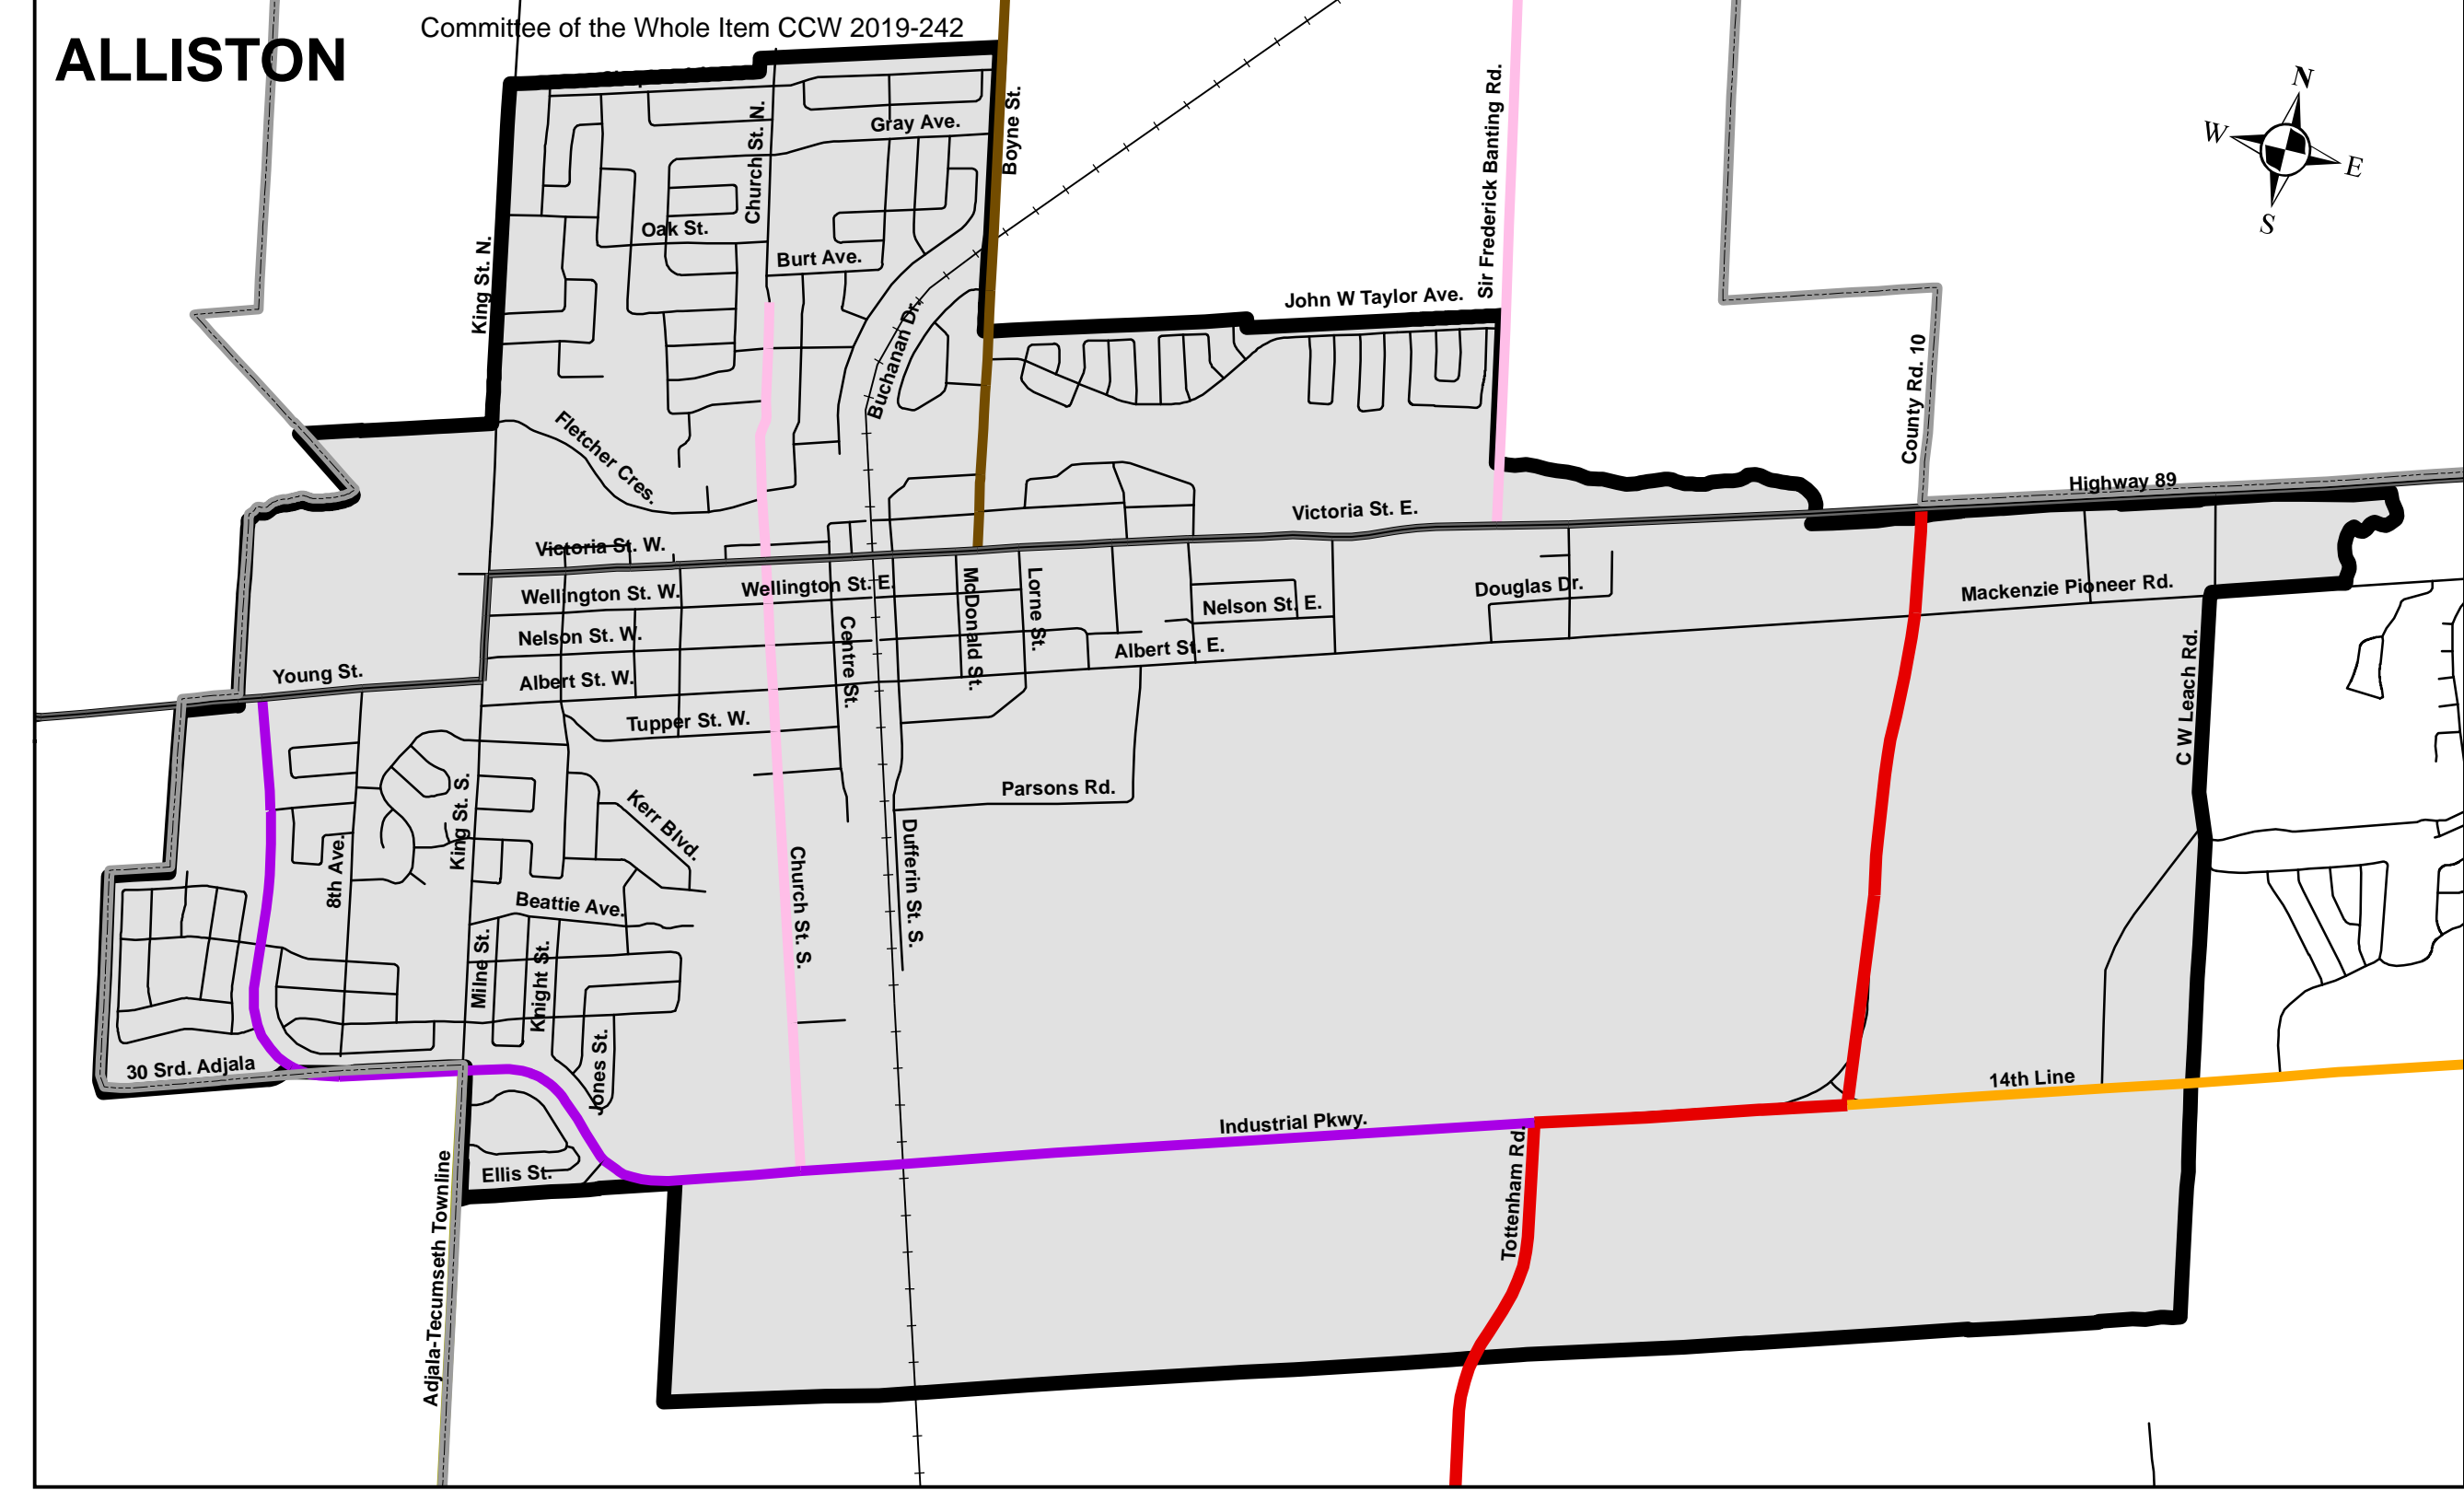 Committee of the Whole Item CCW 2019-242
ALLISTON
N
W
E
S
Gray Ave.
Church St. N.
Boyne St.
Sir Frederick Banting Rd.
Oak St.
Burt Ave.
King St. N.
John W Taylor Ave.
Buchanan Dr.
County Rd. 10
Fletcher Cres.
Highway 89
Victoria St. E.
Victoria St. W.
Wellington St. W.
Wellington St. E.
McDonald St.
Lorne St.
Nelson St. E.
Douglas Dr.
Mackenzie Pioneer Rd.
Nelson St. W.
Centre St.
Albert St. E.
Young St.
Albert St. W.
Tupper St. W.
C W Leach Rd.
Parsons Rd.
King St. S.
Kerr Blvd.
8th Ave.
Church St. S.
Dufferin St. S.
Beattie Ave.
Milne St.
Knight St.
Jones St.
30 Srd. Adjala
14th Line
Industrial Pkwy.
Tottenham Rd.
Ellis St.
Adjala-Tecumseth Townline